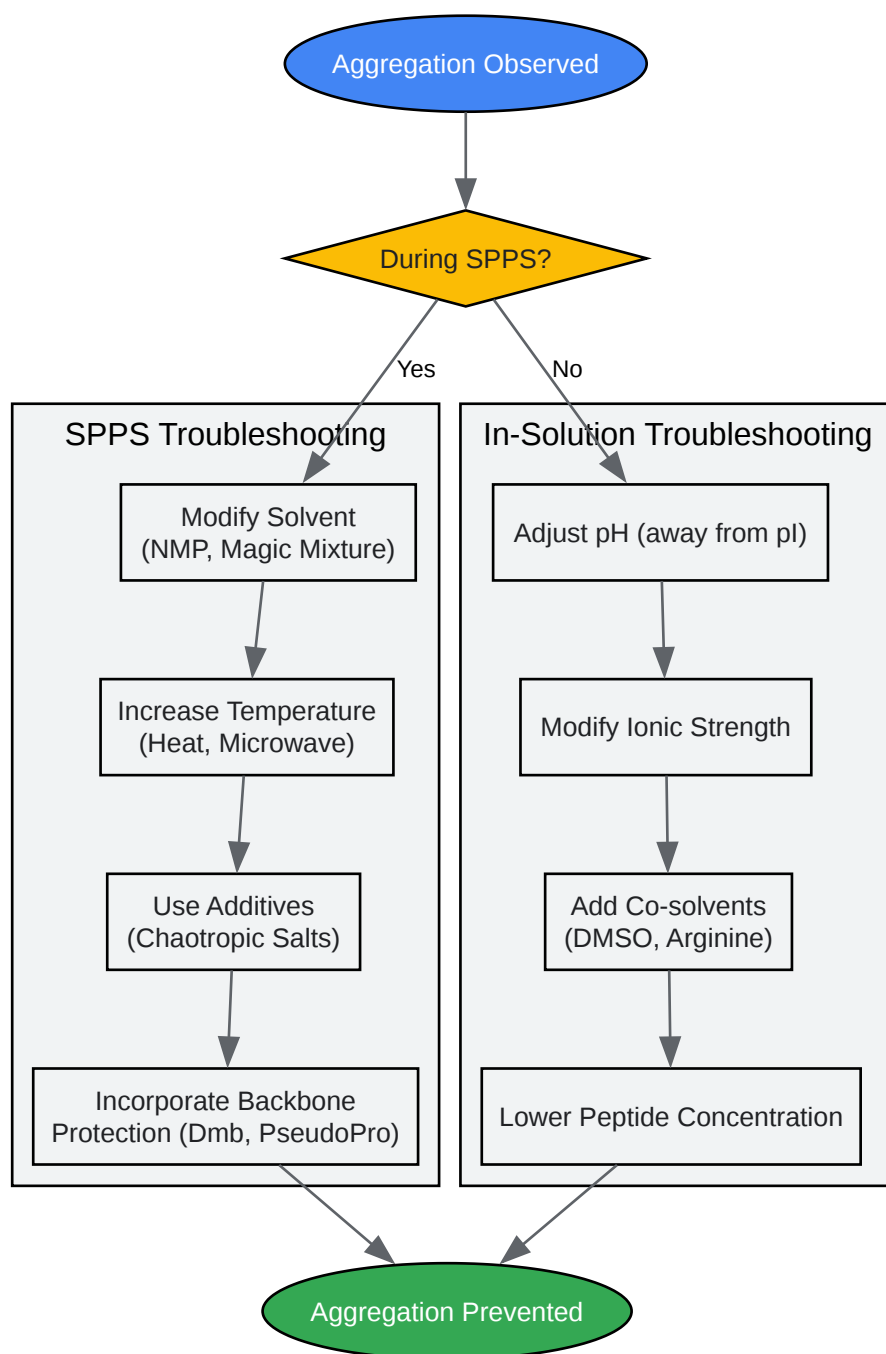 Aggregation Observed
During SPPS?
Yes
No
SPPS Troubleshooting
Modify Solvent
(NMP, Magic Mixture)
Increase Temperature
(Heat, Microwave)
Use Additives
(Chaotropic Salts)
Incorporate Backbone
Protection (Dmb, PseudoPro)
In-Solution Troubleshooting
Adjust pH (away from pI)
Modify Ionic Strength
Add Co-solvents
(DMSO, Arginine)
Lower Peptide Concentration
Aggregation Prevented